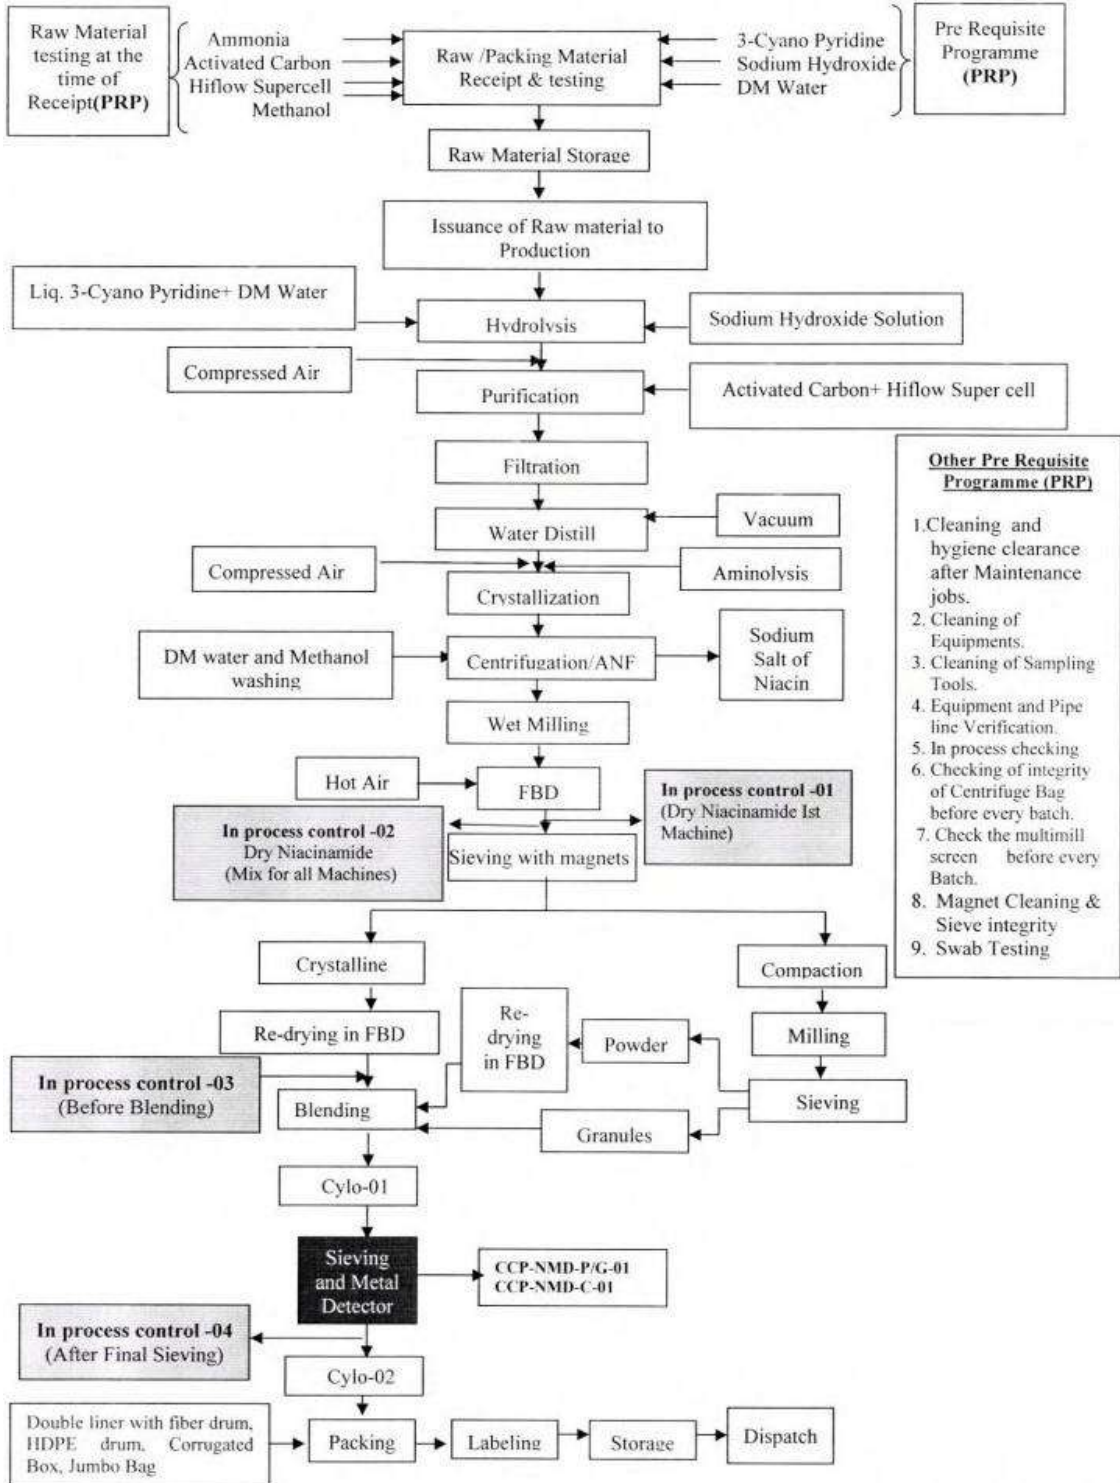 Raw Material
testing at the
time of
Receipt(PRP)
Ammonia
Activated Carbon
Hiflow Supercell
Methanol
Raw /Packing Material
Receipt & testing
3-Cyano Pyridine
Sodium Hydroxide
DM Water
Pre Requisite
Programme
(PRP)
Raw Material Storage
Issuance of Raw material to
Production
Liq. 3-Cyano Pyridine+ DM Water
Hydrolysis
Sodium Hydroxide Solution
Compressed Air
Purification
Activated Carbon+ Hiflow Super cell
Filtration
Water Distill
Vacuum
Compressed Air
Aminolysis
Crystallization
DM water and Methanol
washing
Centrifugation/ANF
Sodium
Salt of
Niacin
Wet Milling
Hot Air
FBD
In process control -01
(Dry Niacinamide Ist
Machine)
In process control -02
Dry Niacinamide
(Mix for all Machines)
Sieving with magnets
Other Pre Requisite
Programme (PRP)
1.Cleaning and
hygiene clearance
after Maintenance
jobs.
2. Cleaning of
Equipments.
3. Cleaning of Sampling
Tools.
4. Equipment and Pipe
line Verification.
5. In process checking
6. Checking of integrity
of Centrifuge Bag
before every batch.
7. Check the multimill
screen before every
Batch.
8. Magnet Cleaning &
Sieve integrity
9. Swab Testing
Crystalline
Compaction
Re-drying in FBD
Re-
drying
in FBD
Powder
Milling
In process control -03
(Before Blending)
Blending
Granules
Sieving
Cylo-01
Sieving
and Metal
Detector
CCP-NMD-P/G-01
CCP-NMD-C-01
In process control -04
(After Final Sieving)
Cylo-02
Double liner with fiber drum,
HDPE drum, Corrugated
Box, Jumbo Bag
Packing
Labeling
Storage
Dispatch